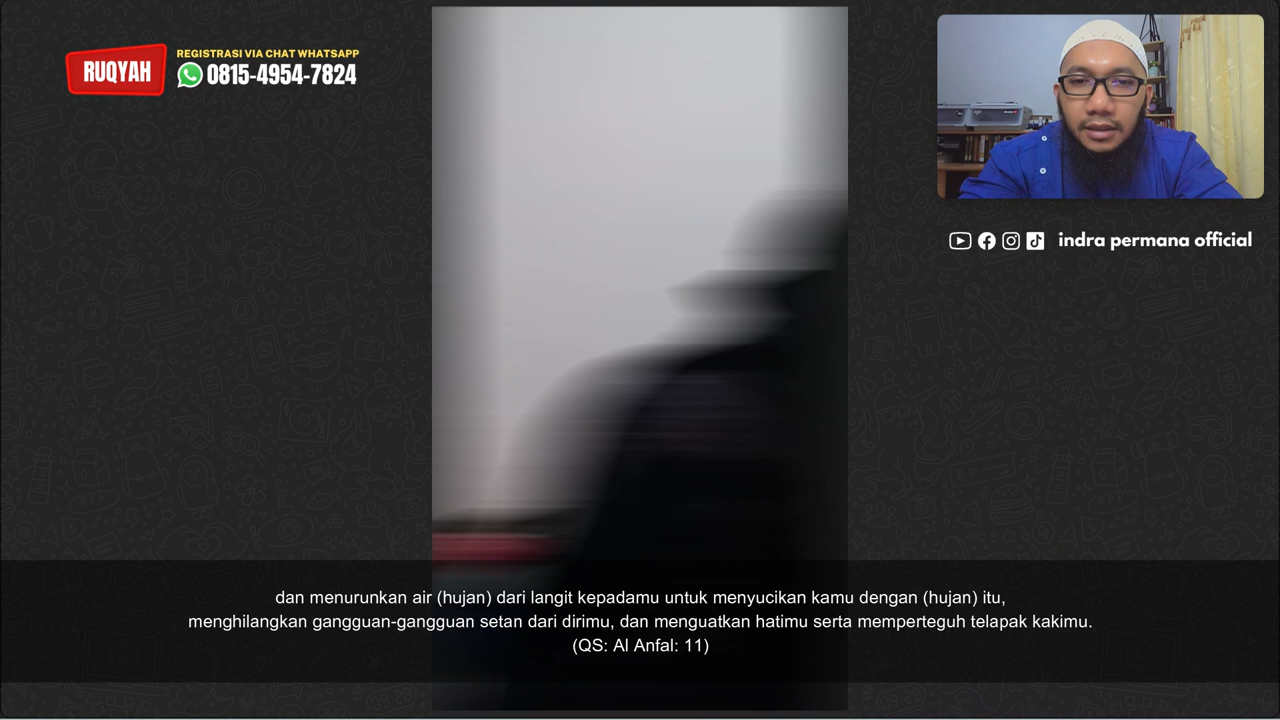 RUQYAH
REGISTRASI VIA CHAT WHATSAPP
0815-4954-7824
indra permana official
dan menurunkan air (hujan) dari langit kepadamu untuk menyucikan kamu dengan (hujan) itu,
menghilangkan gangguan-gangguan setan dari dirimu, dan menguatkan hatimu serta memperteguh telapak kakimu.
(QS: Al Anfal: 11)